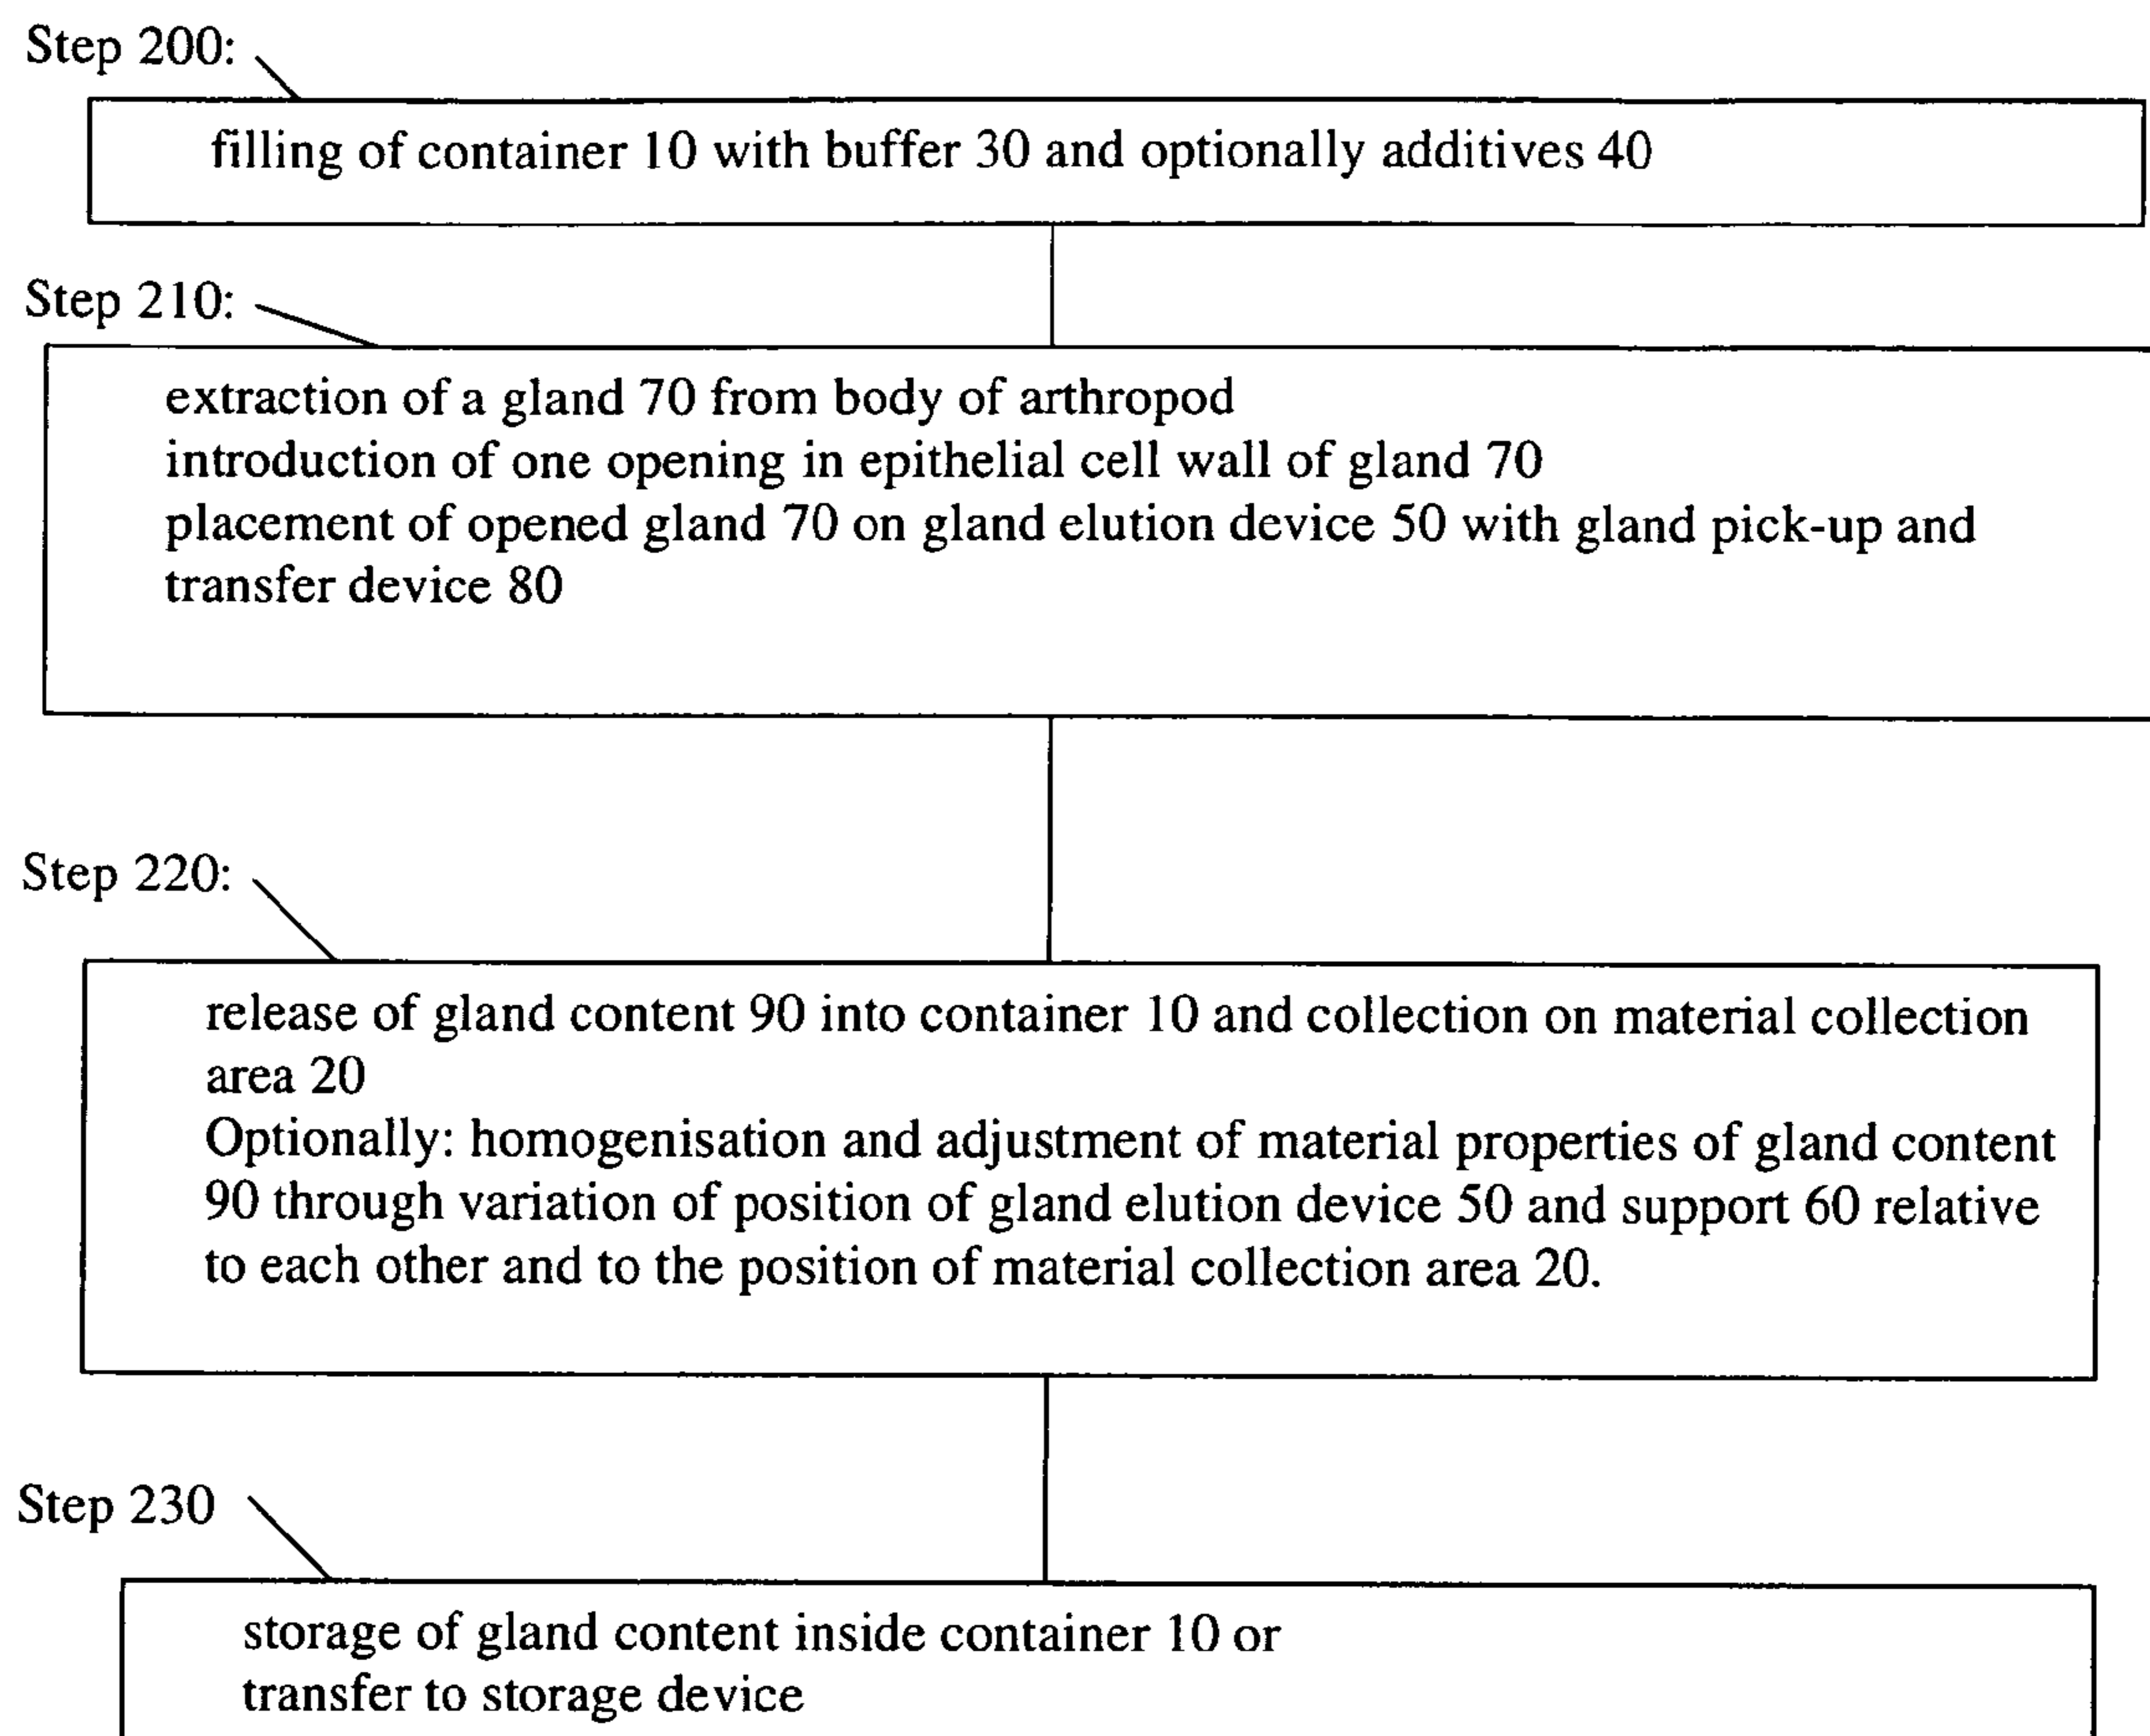 Step 200:
filling of container 10 with buffer 30 and optionally additives 40
Step 210:
extraction of a gland 70 from body of arthropod
introduction of one opening in epithelial cell wall of gland 70
placement of opened gland 70 on gland elution device 50 with gland pick-up and
transfer device 80
Step 220:
release of gland content 90 into container 10 and collection on material collection
area 20
Optionally: homogenisation and adjustment of material properties of gland content
90 through variation of position of gland elution device 50 and support 60 relative
to each other and to the position of material collection area 20.
Step 230
storage of gland content inside container 10 or
transfer to storage device